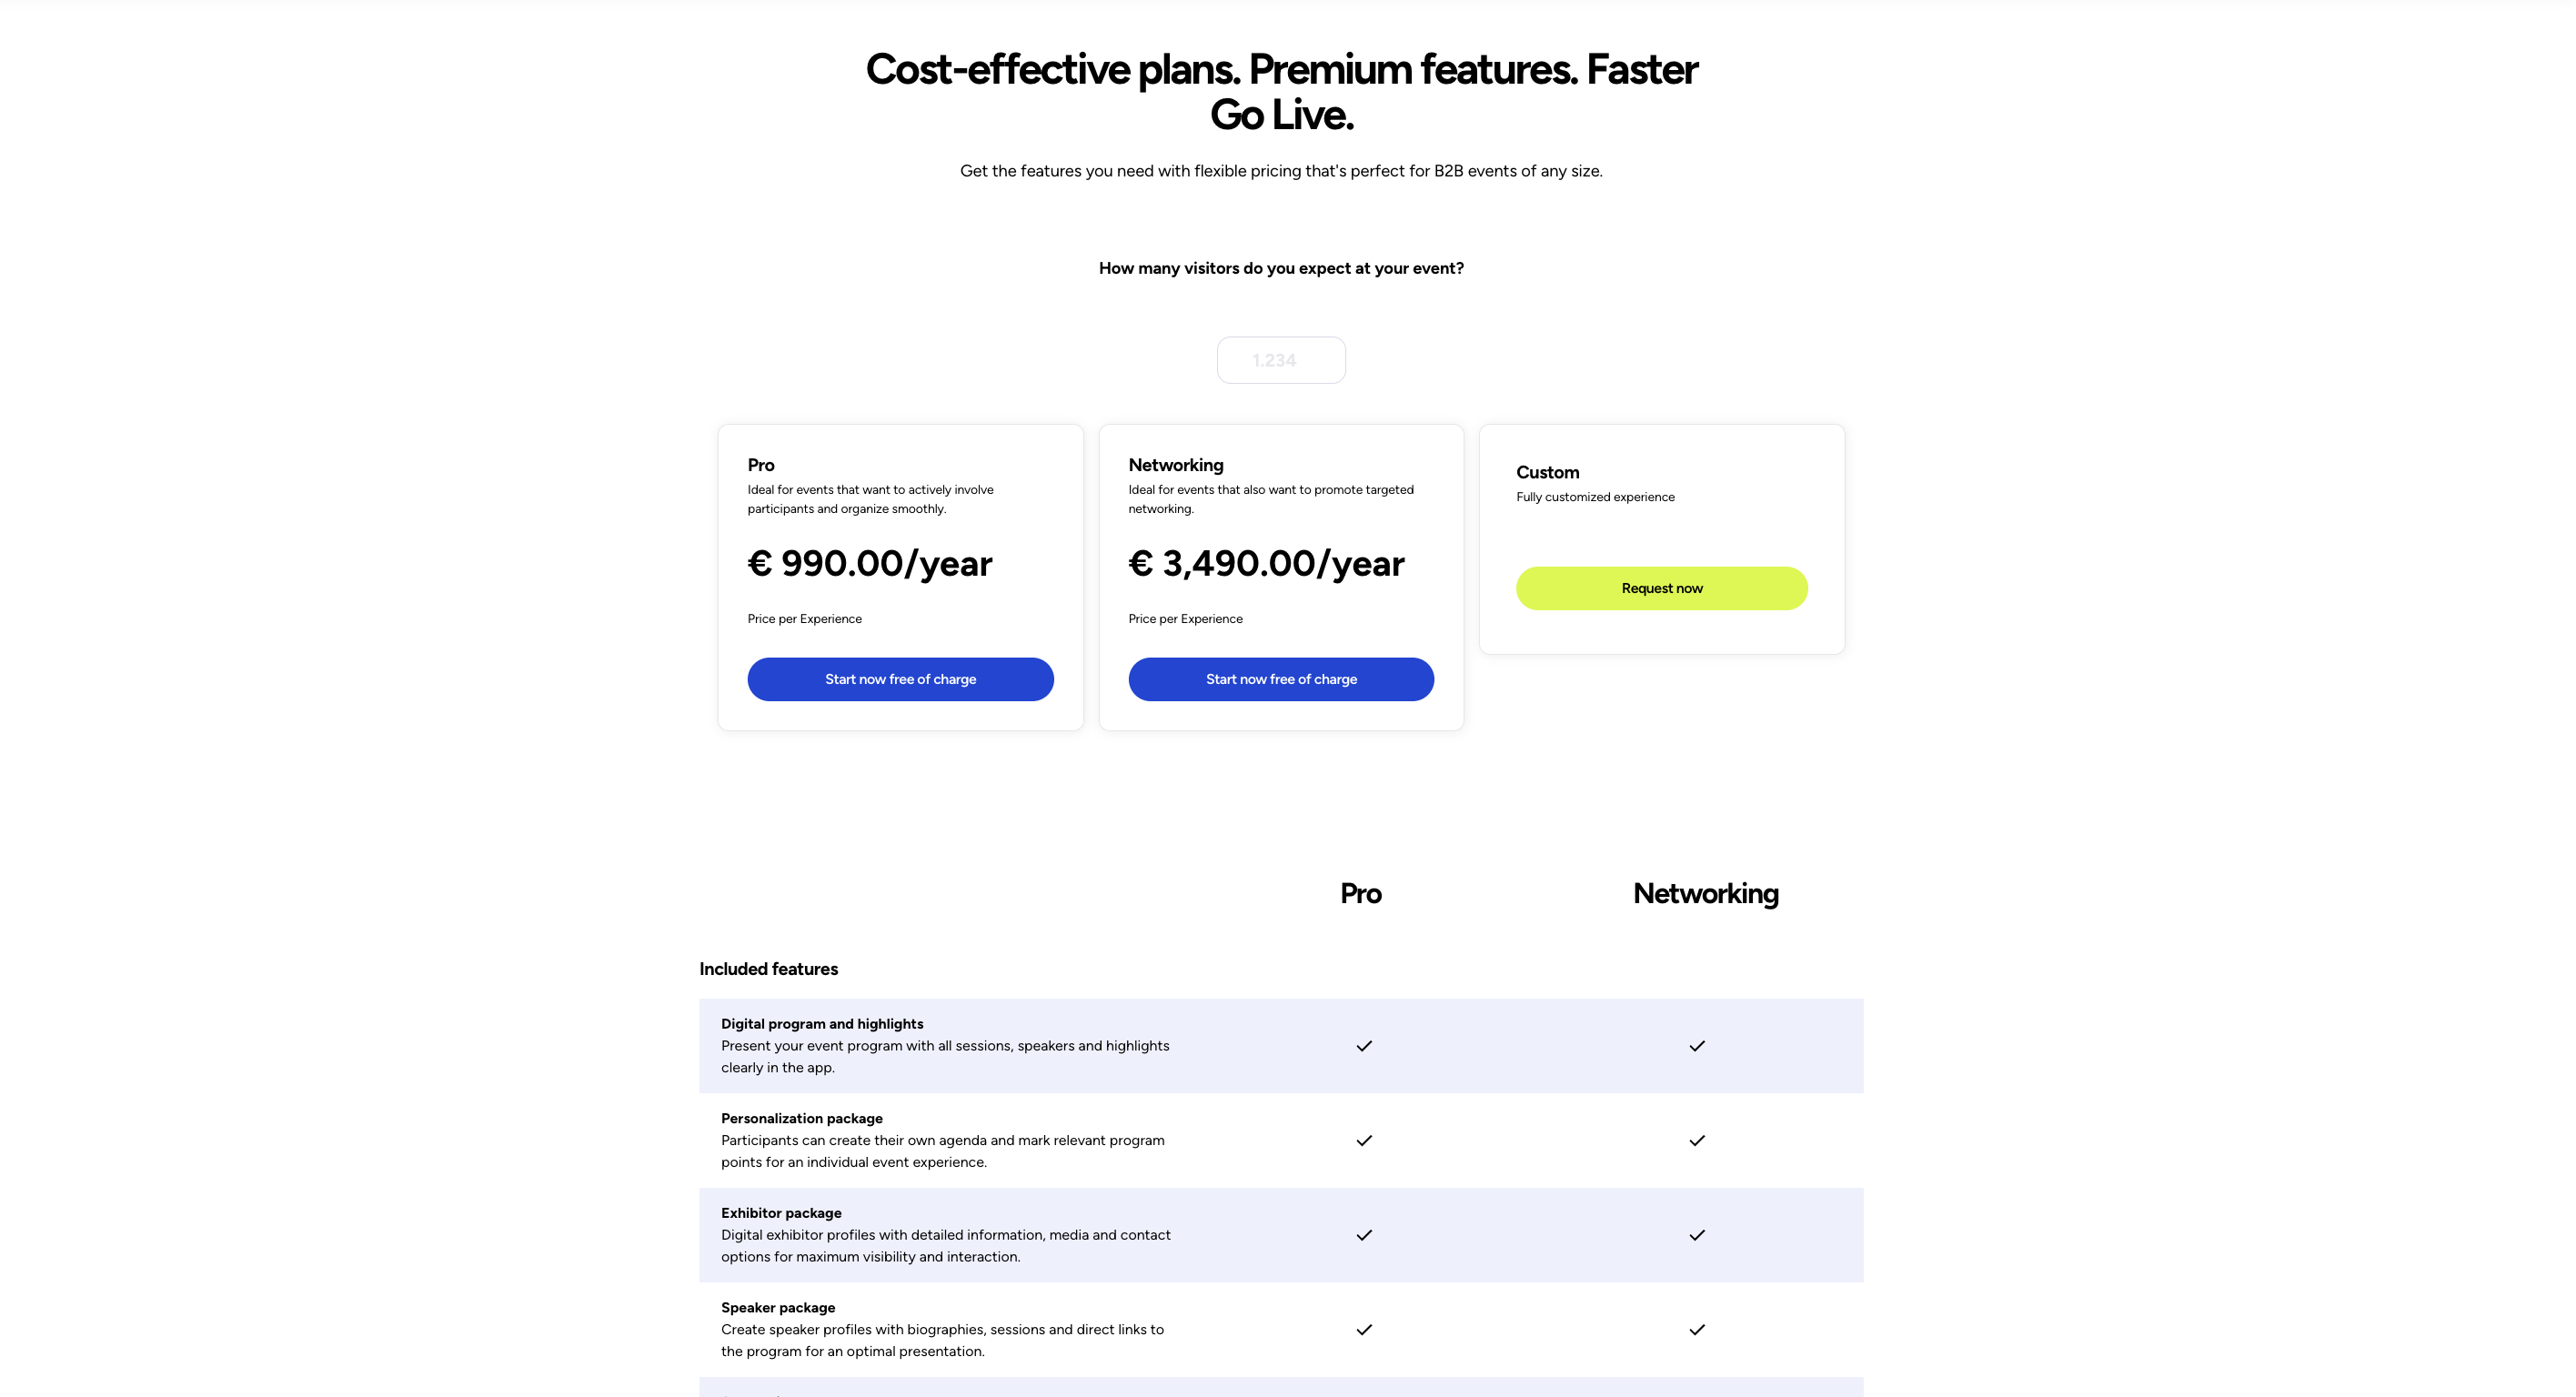 Cost-effective plans. Premium features. Faster
Go Live.
Get the features you need with flexible pricing that's perfect for B2B events of any size.
How many visitors do you expect at your event?
1.234
Pro
Ideal for events that want to actively involve
participants and organize smoothly.
€ 990.00/year
Price per Experience
Start now free of charge
Networking
Ideal for events that also want to promote targeted
networking.
€ 3,490.00/year
Price per Experience
Start now free of charge
Custom
Fully customized experience
Request now
Pro
Networking
Included features
Digital program and highlights
Present your event program with all sessions, speakers and highlights
clearly in the app.
Personalization package
Participants can create their own agenda and mark relevant program
points for an individual event experience.
Exhibitor package
Digital exhibitor profiles with detailed information, media and contact
options for maximum visibility and interaction.
Speaker package
Create speaker profiles with biographies, sessions and direct links to
the program for an optimal presentation.